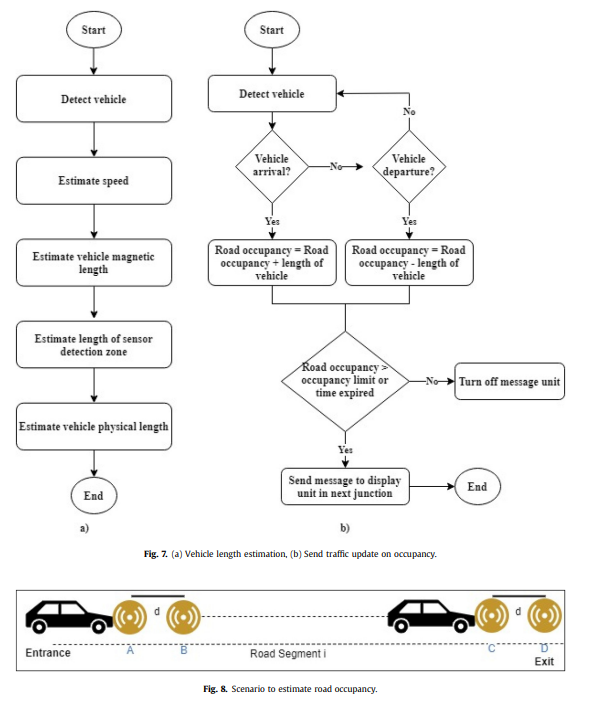 Start
Detect vehicle
Estimate speed
Estimate vehicle magnetic
length
Estimate length of sensor
detection zone
Estimate vehicle physical length
End
a)
Start
Detect vehicle
No
Vehicle
arrival?
No
Vehicle
departure?
Yes
Yes
Road occupancy = Road
occupancy + length of
vehicle
Road occupancy = Road
occupancy - length of
vehicle
Road occupancy >
occupancy limit or
time expired
No
Turn off message unit
Yes
Send message to display
unit in next junction
End
b)
Fig. 7. (a) Vehicle length estimation, (b) Send traffic update on occupancy.
d
d
Entrance
A
B
Road Segment i
C
D
Exit
Fig. 8. Scenario to estimate road occupancy.